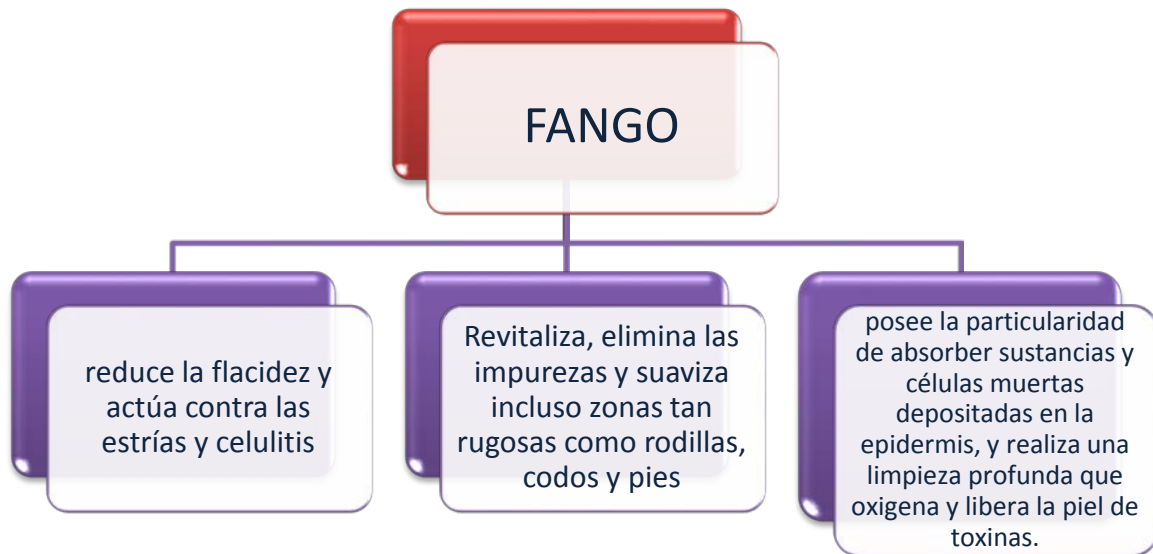 FANGO
reduce la flacidez y
actúa contra las
estrías y celulitis
Revitaliza, elimina las
impurezas y suaviza
incluso zonas tan
rugosas como rodillas,
codos y pies
posee la particularidad
de absorber sustancias y
células muertas
depositadas en la
epidermis, y realiza una
limpieza profunda que
oxigena y libera la piel de
toxinas.